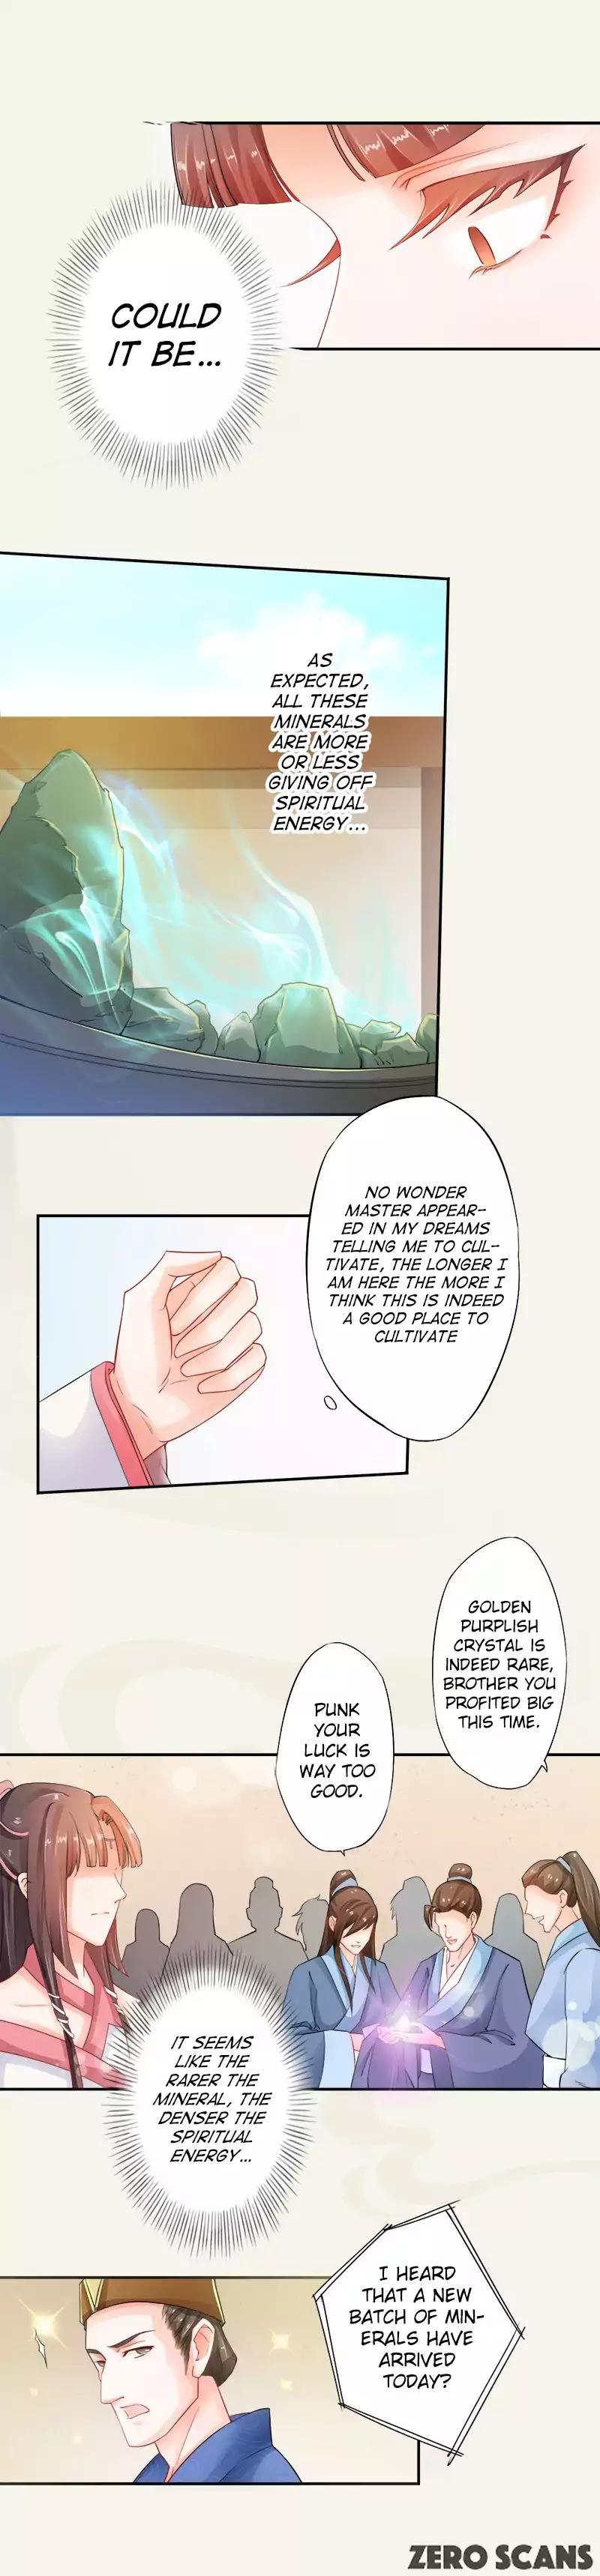 COULD
IT BE...
AS
EXPECTED,
ALL THESE
MINERALS
ARE MORE
OR LESS
GIVING OFF
SPIRITUAL
ENERGY...
NO WONDER
MASTER APPEAR-
ED IN MY DREAMS
TELLING ME TO CUL-
TIVATE, THE LONGER I
AM HERE THE MORE I
THINK THIS IS INDEED
A GOOD PLACE TO
CULTIVATE
GOLDEN
PURPLISH
CRYSTAL IS
INDEED RARE,
BROTHER YOU
PROFITED BIG
THIS TIME.
PUNK
YOUR
LUCK IS
WAY TOO
GOOD.
IT SEEMS
LIKE THE
RARER THE
MINERAL, THE
DENSER THE
SPIRITUAL
ENERGY...
I HEARD
THAT A NEW
BATCH OF MIN-
ERALS HAVE
ARRIVED
TODAY?
ZERO SCANS